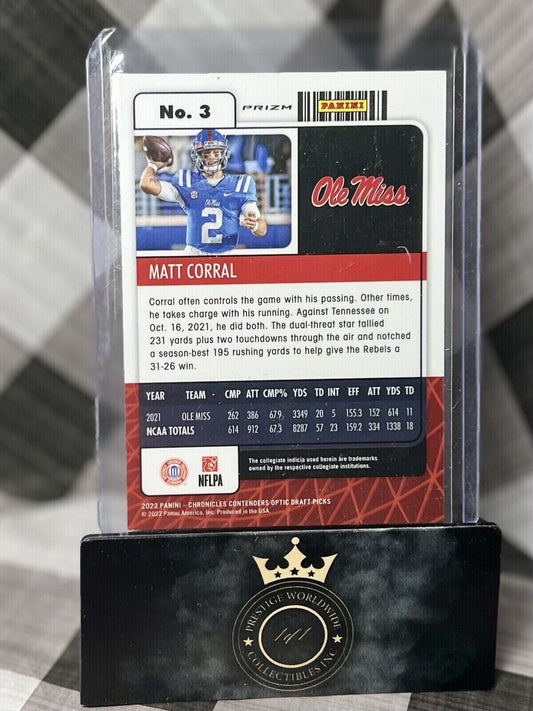 No. 3
PRIZM
PANINI
Ole Miss
2
Ole Miss
MATT CORRAL
Corral often controls the game with his passing. Other times,
he takes charge with his running. Against Tennessee on
Oct. 16, 2021, he did both. The dual-threat star tallied
231 yards plus two touchdowns through the air and notched
a season-best 195 rushing yards to help give the Rebels a
31-26 win.
YEAR TEAM CMP ATT CMP% YDS TD INT EFF ATT YDS TD
2021 OLE MISS 262 386 67.9 3349 20 5 155.3 152 614 11
NCAA TOTALS 614 912 67.3 8287 57 23 159.2 334 1338 18
The collegiate indicia used herein are trademarks
owned by the respective collegiate institutions.
NFLPA
2022 PANINI – CHRONICLES CONTENDERS OPTIC DRAFT PICKS
© 2022 Panini America, Inc. Produced in the USA.
PRESTIGE WORLDWIDE
1of1
COLLECTIBLES INC